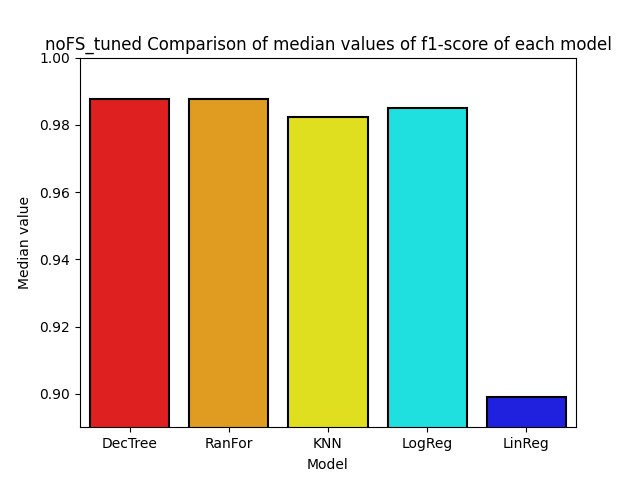 noFS_tuned Comparison of median values of f1-score of each model
1.00
0.98
0.96
0.94
0.92
0.90
Median value
DecTree RanFor KNN LogReg LinReg
Model